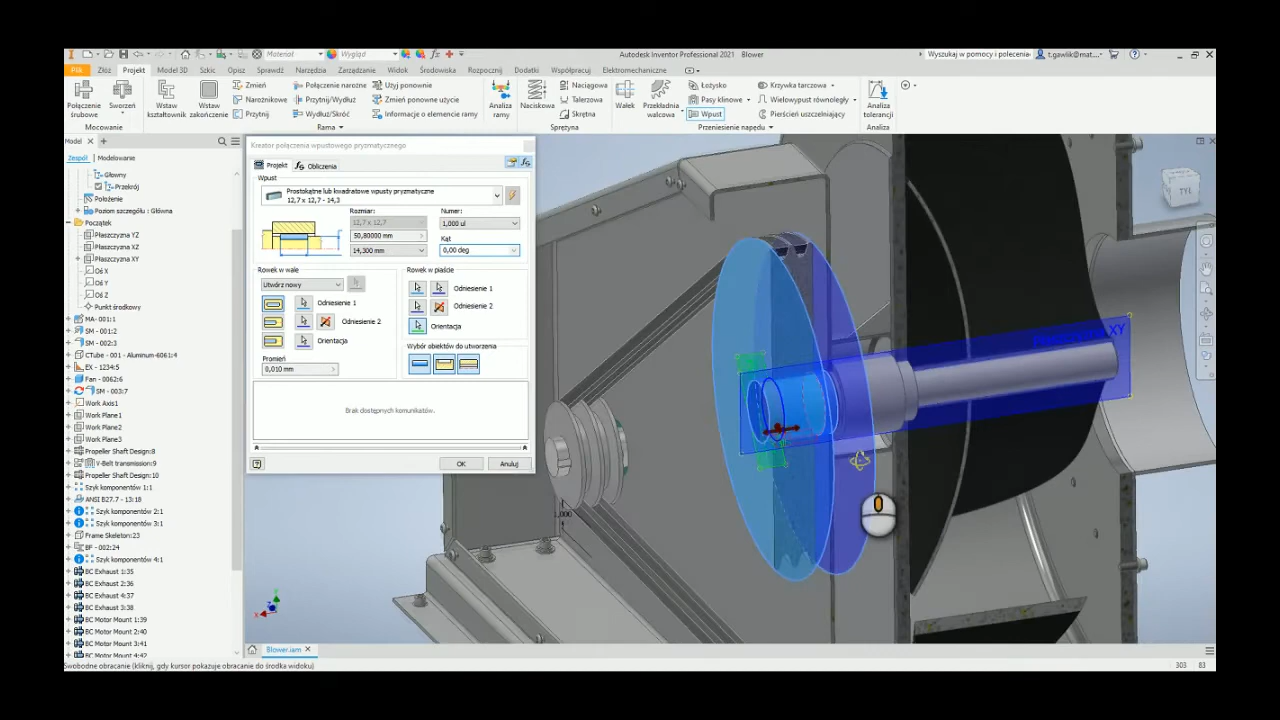 Materiał
Wygląd
Autodesk Inventor Professional 2021 Blower
Wyszukaj w pomocy i polecenia
t.gawlik@mat...
Plik
Złóż
Projekt
Model 3D
Szkic
Opisz
Sprawdź
Narzędzia
Zarządzanie
Widok
Środowiska
Rozpocznij
Dodatki
Współpracuj
Elektromechaniczne
Połączenie śrubowe
Sworzeń
Mocowanie
Wstaw kształtownik
Wstaw zakończenie
Zmień
Narożnikowe
Przytnij
Połączenie narożne
Przytnij/Wydłuż
Wydłuż/Skróć
Użyj ponownie
Zmień ponowne użycie
Informacje o elemencie ramy
Rama
Analiza ramy
Naciskowa
Naciągowa
Talerzowa
Skrętna
Sprężyna
Wałek
Przekładnia walcowa
Łożysko
Pasy klinowe
Wpust
Krzywka tarczowa
Wielowypust równoległy
Pierścień uszczelniający
Przeniesienie napędu
Analiza tolerancji
Analiza
Model
Zespół
Modelowanie
Główny
Przekrój
Położenie
Poziom szczegółu : Główna
Początek
Płaszczyzna YZ
Płaszczyzna XZ
Płaszczyzna XY
Oś X
Oś Y
Oś Z
Punkt środkowy
MA- 001:1
SM - 001:2
SM - 002:3
CTube - 001 - Aluminum-6061:4
EX - 1234:5
Fan - 0062:6
SM - 003:7
Work Axis1
Work Plane1
Work Plane2
Work Plane3
Propeller Shaft Design:8
V-Belt transmission:9
Propeller Shaft Design:10
Szyk komponentów 1:1
ANSI B27.7 - 13:18
Szyk komponentów 2:1
Szyk komponentów 3:1
Frame Skeleton:23
BF - 002:24
Szyk komponentów 4:1
BC Exhaust 1:35
BC Exhaust 2:36
BC Exhaust 4:37
BC Exhaust 3:38
BC Motor Mount 1:39
BC Motor Mount 2:40
BC Motor Mount 3:41
BC Motor Mount 4:42
Kreator połączenia wpustowego pryzmatycznego
Projekt
Obliczenia
Wpust
Prostokątne lub kwadratowe wpusty pryzmatyczne
12,7 x 12,7 - 14,3
Rozmiar:
Numer:
12,7 x 12,7
1,000 ul
50,80000 mm
Kąt
14,300 mm
0,00 deg
Rowek w wale
Utwórz nowy
Odniesienie 1
Odniesienie 2
Orientacja
Promień
0,010 mm
Rowek w piaście
Odniesienie 1
Odniesienie 2
Orientacja
Wybór obiektów do utworzenia
Brak dostępnych komunikatów.
OK
Anuluj
XY
TYŁ
1,000
X
Blower.iam
Swobodne obracanie (kliknij, gdy kursor pokazuje obracanie do środka widoku)
303
83